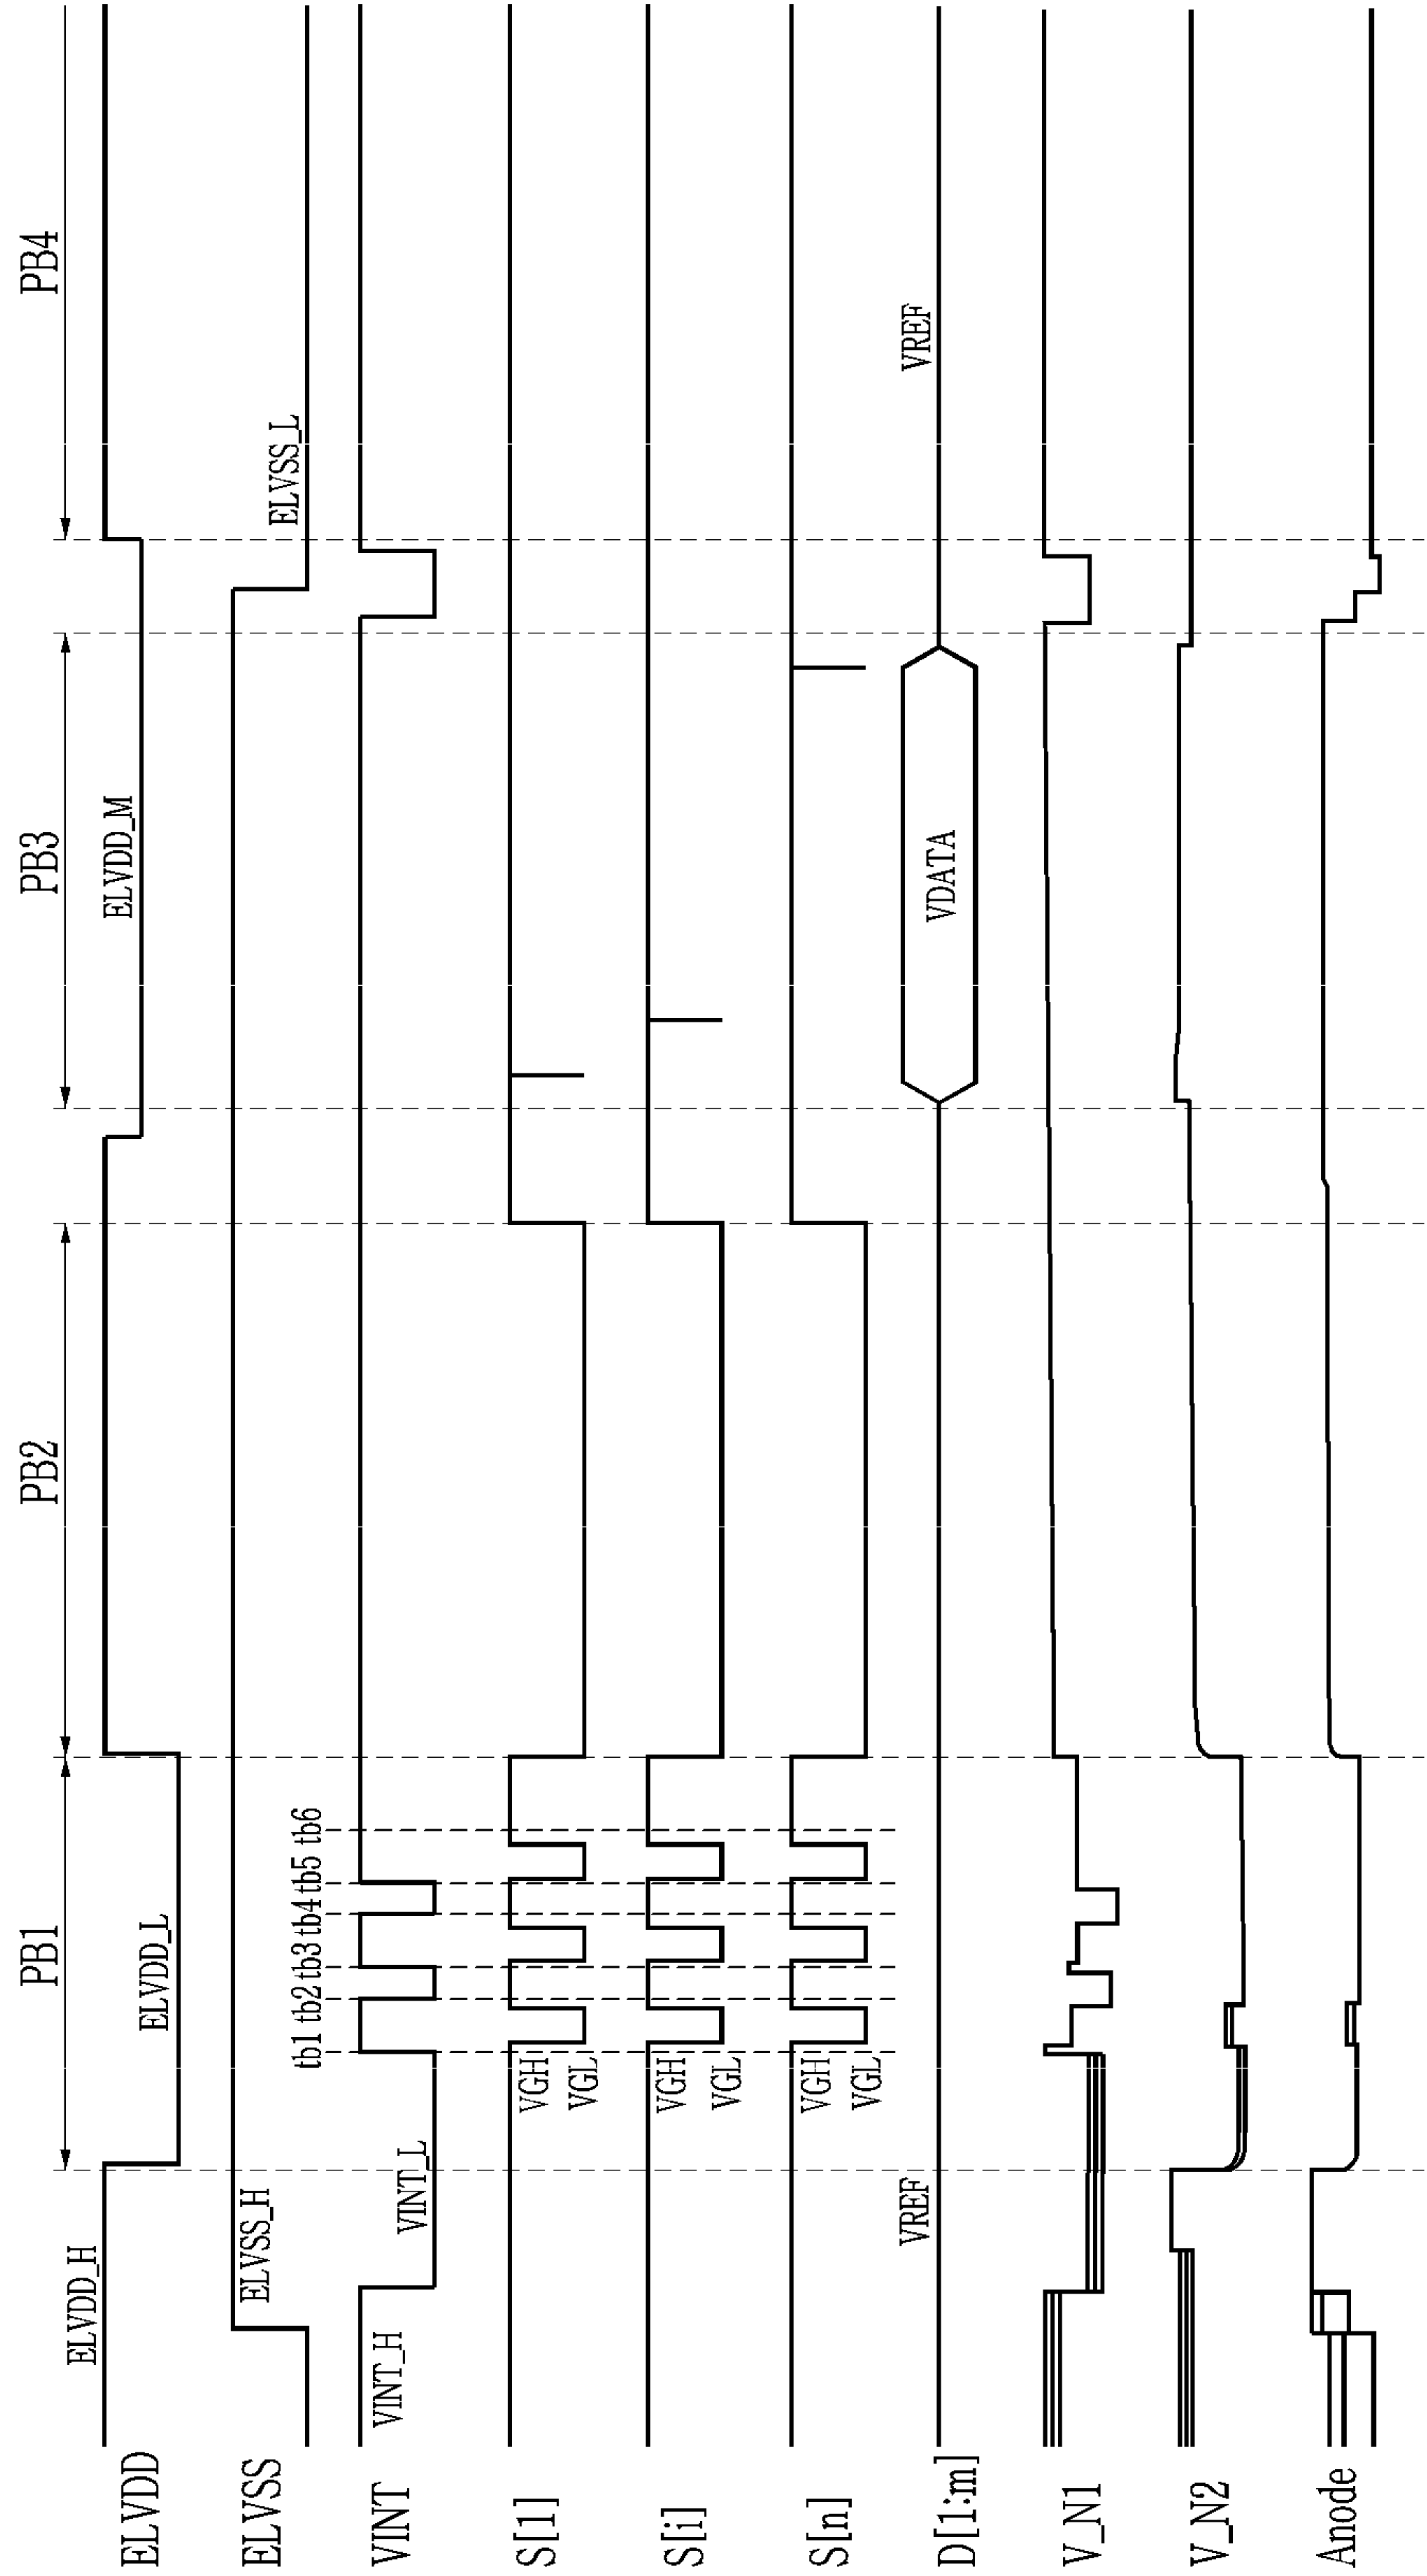 PB1 PB2 PB3 PB4
ELVDD ELVDD_H ELVDD_L ELVDD_M
ELVSS ELVSS_H ELVSS_L
tb1 tb2 tb3 tb4 tb5 tb6
VINT VINT_H VINT_L
S[1] VGH
VGL
S[i] VGH
VGL
S[n] VGH
VGL
D[1:m] VREF VDATA VREF
V_N1
V_N2
Anode